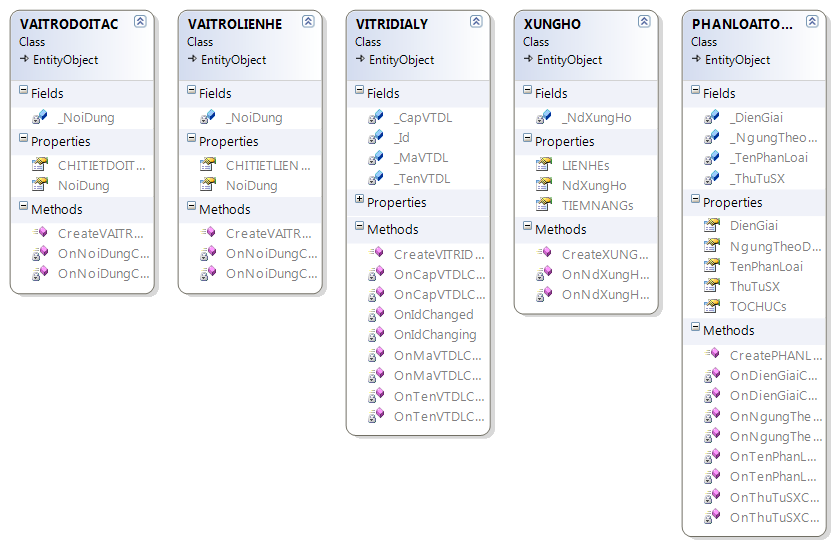 VAITRODOITAC
Class
EntityObject
Fields
_NoiDung
Properties
CHITIETDOIT...
NoiDung
Methods
CreateVAITR...
OnNoiDungC...
OnNoiDungC...
VAITROLIENHE
Class
EntityObject
Fields
_NoiDung
Properties
CHITIETLIEN...
NoiDung
Methods
CreateVAITR...
OnNoiDungC...
OnNoiDungC...
VITRIDIALY
Class
EntityObject
Fields
_CapVTDL
_Id
_MaVTDL
_TenVTDL
Properties
Methods
CreateVITRID...
OnCapVTDLC...
OnCapVTDLC...
OnIdChanged
OnIdChanging
OnMaVTDLC...
OnMaVTDLC...
OnTenVTDLC...
OnTenVTDLC...
XUNGHO
Class
EntityObject
Fields
_NdXungHo
Properties
LIENHEs
NdXungHo
TIEMNANGs
Methods
CreateXUNG...
OnNdXungH...
OnNdXungH...
PHANLOAITO...
Class
EntityObject
Fields
_DienGiai
_NgungTheo...
_TenPhanLoai
_ThuTuSX
Properties
DienGiai
NgungTheoD...
TenPhanLoai
ThuTuSX
TOCHUCs
Methods
CreatePHANL...
OnDienGiaiC...
OnDienGiaiC...
OnNgungThe...
OnNgungThe...
OnTenPhanL...
OnTenPhanL...
OnThuTuSXC...
OnThuTuSXC...